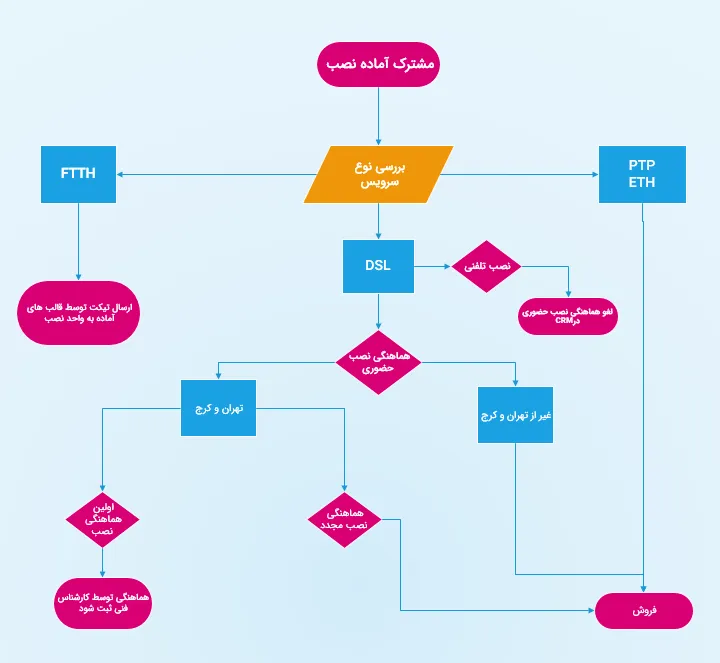 مشترک آماده نصب
FTTH
بررسی نوع
سرویس
PTP
ETH
DSL
نصب تلفنی
ارسال تیکت توسط قالب های
آماده به واحد نصب
لغو هماهنگی نصب حضوری
درCRM
هماهنگی نصب
حضوری
تهران و کرج
غیر از تهران و کرج
اولین
هماهنگی
نصب
هماهنگی
نصب مجدد
هماهنگی توسط کارشناس
فنی ثبت شود
فروش